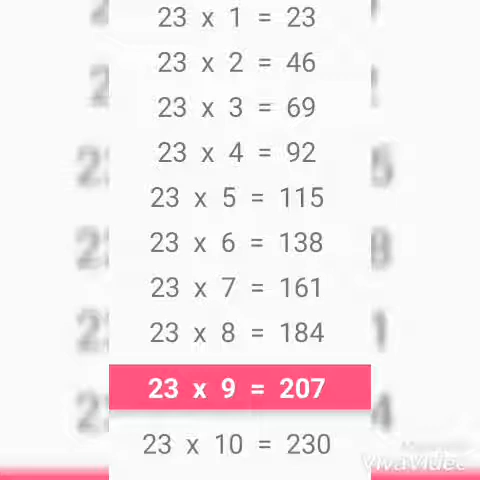 23 x 1 = 23
23 x 2 = 46
23 x 3 = 69
23 x 4 = 92
23 x 5 = 115
23 x 6 = 138
23 x 7 = 161
23 x 8 = 184
23 x 9 = 207
23 x 10 = 230
VivaVideo